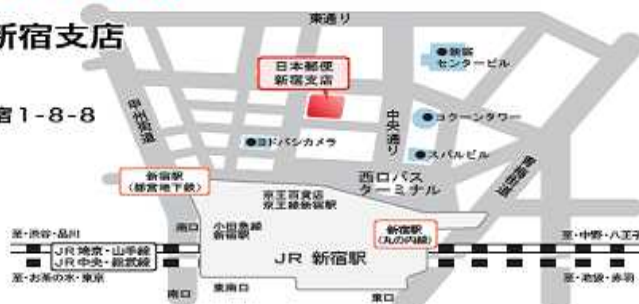 東通り
新宿支店
日本郵便
新宿支店
●
センタービル
宿1-8-8
甲州街道
中央通り
●コクーンタワー
●ヨドバシカメラ
●スバルビル
西口バス
ターミナル
新宿駅
(都営地下鉄)
京王百貨店
京王線新宿駅
南口
小田急線
新宿駅
新宿駅
(丸の内線)
至・渋谷・品川
至・中野・八王子
JR 埼京・山手線
JR 中央・総武線
JR 新宿駅
至・お茶の水・東京
至・池袋・赤羽
南口
東南口
東口